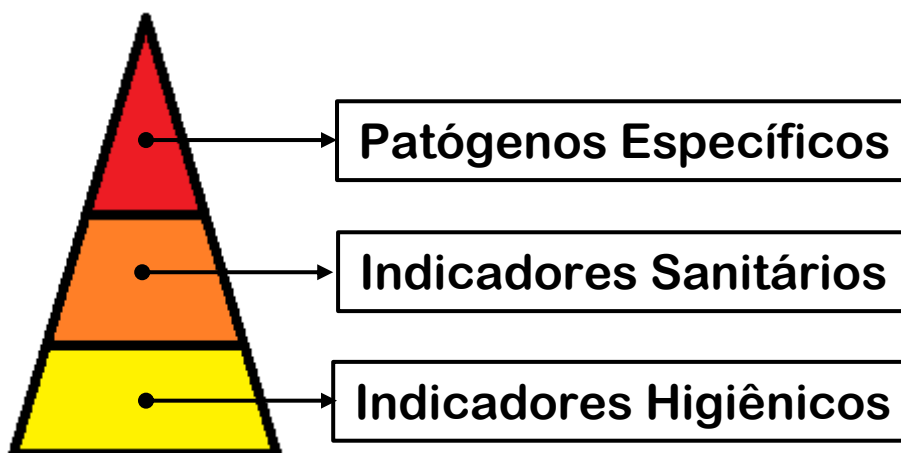 Patógenos Específicos
Indicadores Sanitários
Indicadores Higiênicos